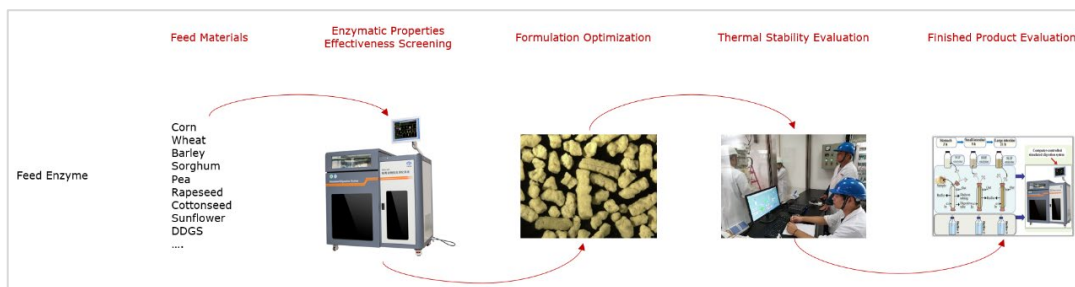 Feed Materials
Enzymatic Properties
Effectiveness Screening
Formulation Optimization
Thermal Stability Evaluation
Finished Product Evaluation
Feed Enzyme
Corn
Wheat
Barley
Sorghum
Pea
Rapeseed
Cottonseed
Sunflower
DDGS
....